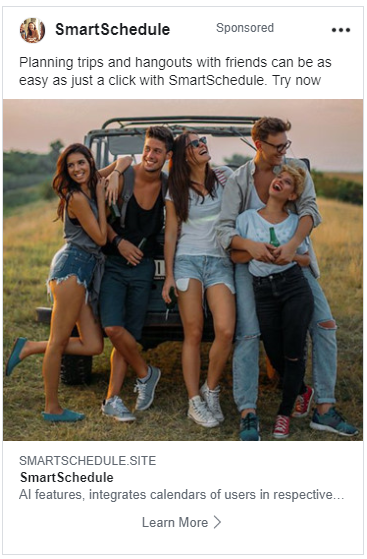 SmartSchedule
Sponsored
Planning trips and hangouts with friends can be as
easy as just a click with SmartSchedule. Try now
SMARTSCHEDULE.SITE
SmartSchedule
AI features, integrates calendars of users in respective...
Learn More